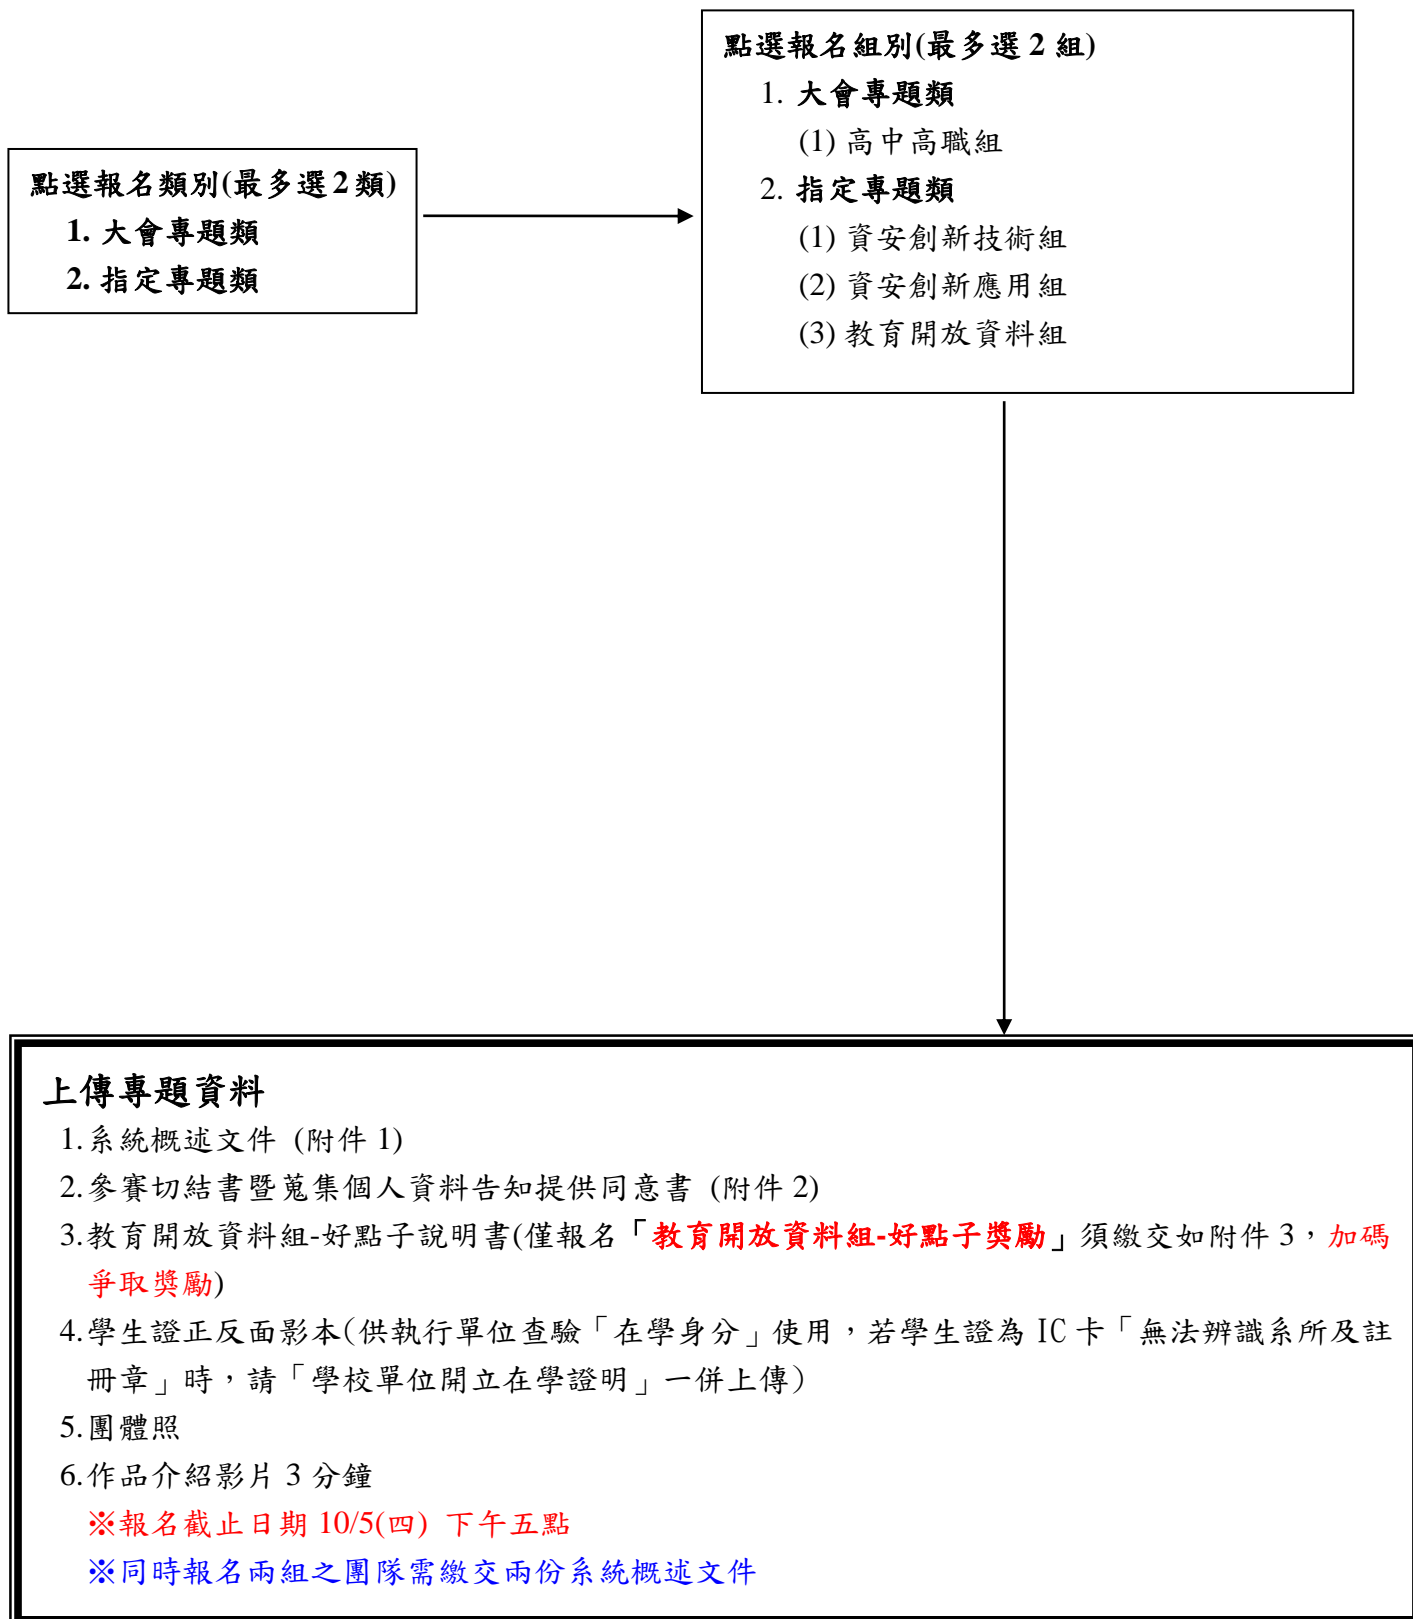 點選報名類別(最多選2類)
1. 大會專題類
2. 指定專題類
點選報名組別(最多選 2 組)
1. 大會專題類
(1) 高中高職組
2. 指定專題類
(1) 資安創新技術組
(2) 資安創新應用組
(3) 教育開放資料組
上傳專題資料
1.系統概述文件 (附件 1)
2.參賽切結書暨蒐集個人資料告知提供同意書 (附件 2)
3.教育開放資料組-好點子說明書(僅報名「教育開放資料組-好點子獎勵」須繳交如附件 3，加碼
爭取獎勵)
4.學生證正反面影本(供執行單位查驗「在學身分」使用，若學生證為 IC 卡「無法辨識系所及註
冊章」時，請「學校單位開立在學證明」一併上傳)
5.團體照
6.作品介紹影片 3 分鐘
※報名截止日期 10/5(四) 下午五點
※同時報名兩組之團隊需繳交兩份系統概述文件